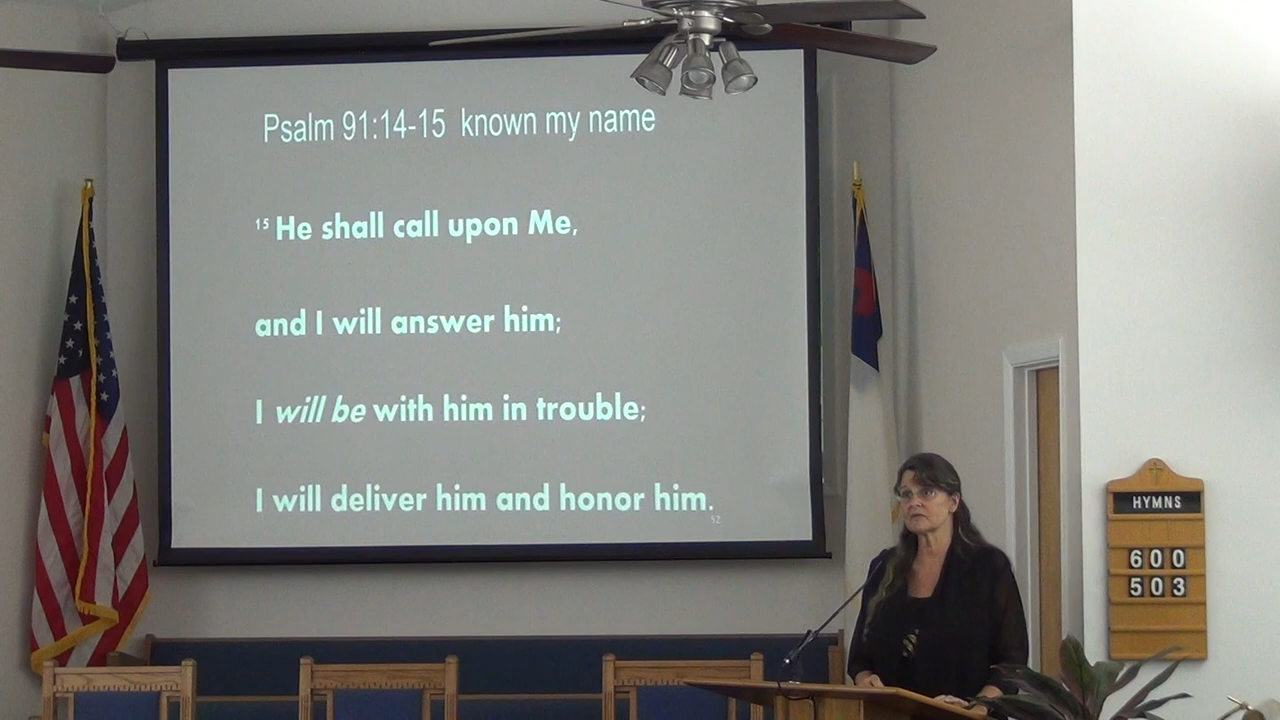 Psalm 91:14-15 known my name
15 He shall call upon Me,
and I will answer him;
I will be with him in trouble;
I will deliver him and honor him.
52
HYMNS
600
503